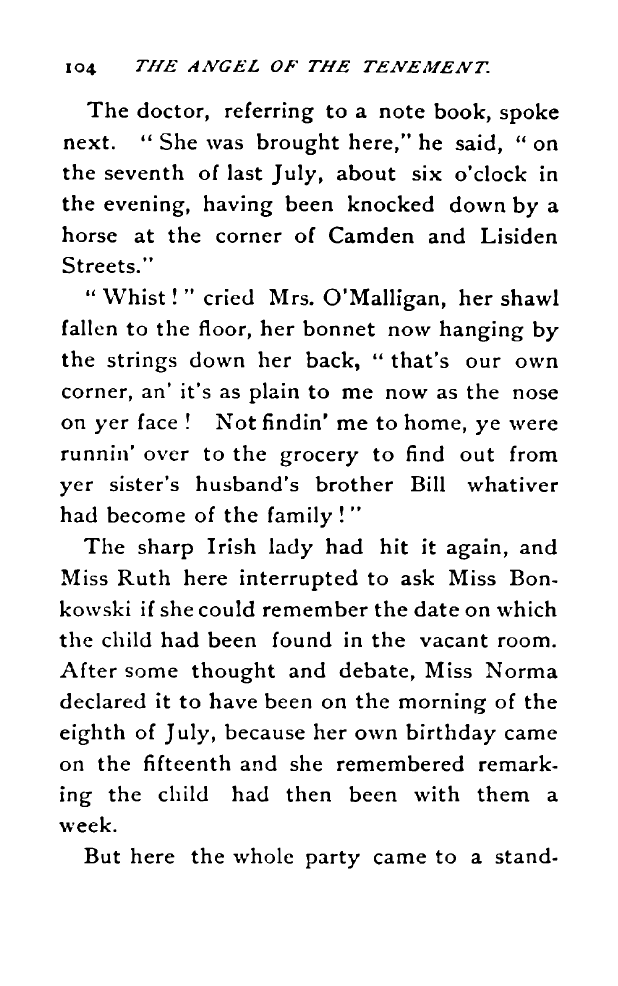 104 THE ANGEL OF THE TENEMENT.
The doctor, referring to a note book, spoke
next. “ She was brought here,” he said, “ on
the seventh of last July, about six o’clock in
the evening, having been knocked down by a
horse at the corner of Camden and Lisiden
Streets.”
“ Whist ! ” cried Mrs. O’Malligan, her shawl
fallen to the floor, her bonnet now hanging by
the strings down her back, “ that’s our own
corner, an’ it’s as plain to me now as the nose
on yer face ! Not findin’ me to home, ye were
runnin’ over to the grocery to find out from
yer sister’s husband’s brother Bill whativer
had become of the family ! ”
The sharp Irish lady had hit it again, and
Miss Ruth here interrupted to ask Miss Bon-
kowski if she could remember the date on which
the child had been found in the vacant room.
After some thought and debate, Miss Norma
declared it to have been on the morning of the
eighth of July, because her own birthday came
on the fifteenth and she remembered remark-
ing the child had then been with them a
week.
But here the whole party came to a stand-